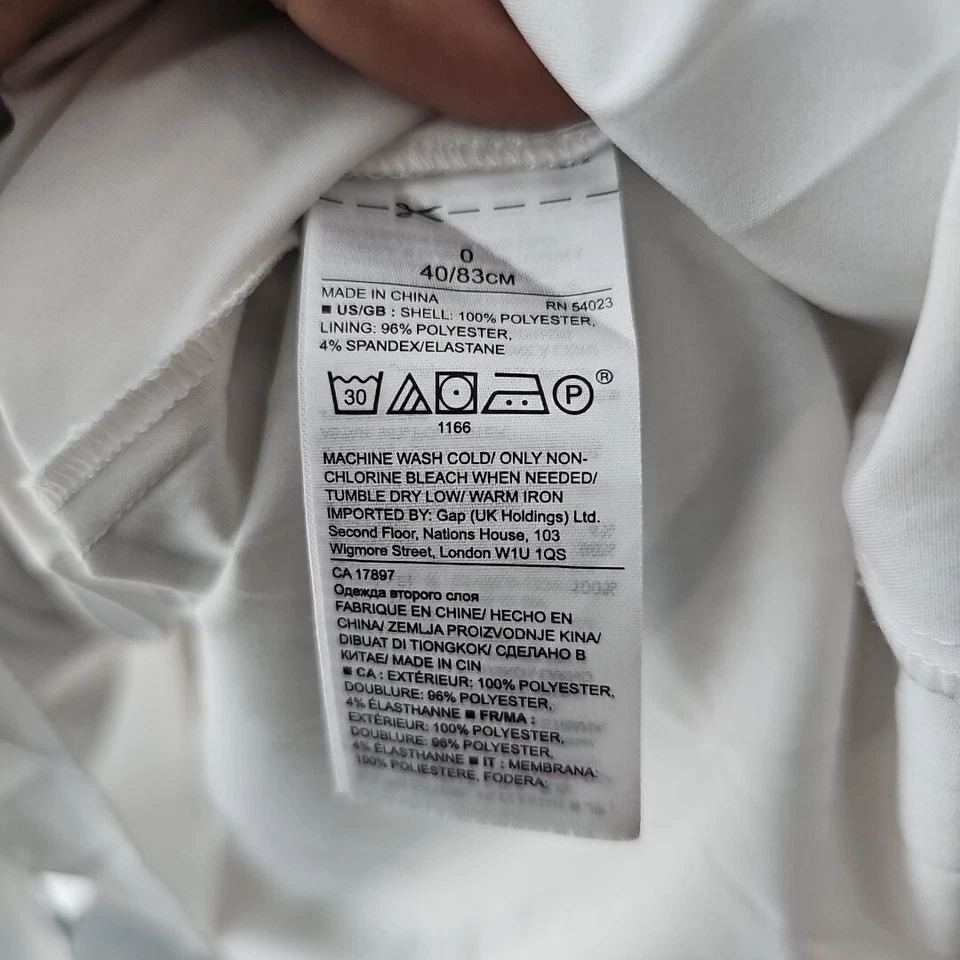 0
40/83CM
MADE IN CHINA RN 54023
■ US/GB : SHELL: 100% POLYESTER,
LINING: 96% POLYESTER,
4% SPANDEX/ELASTANE
30 P ®
1166
MACHINE WASH COLD/ ONLY NON-
CHLORINE BLEACH WHEN NEEDED/
TUMBLE DRY LOW/ WARM IRON
IMPORTED BY: Gap (UK Holdings) Ltd.
Second Floor, Nations House, 103
Wigmore Street, London W1U 1QS
CA 17897
Одежда второго слоя
FABRIQUE EN CHINE/ HECHO EN
CHINA/ ZEMLJA PROIZVODNJE KINA/
DIBUAT DI TIONGKOK/ СДЕЛАНО В
КИТАЕ/ MADE IN CIN
■ CA : EXTÉRIEUR: 100% POLYESTER,
DOUBLURE: 96% POLYESTER,
4% ÉLASTHANNE ■ FR/MA :
EXTÉRIEUR: 100% POLYESTER,
DOUBLURE: 96% POLYESTER,
4% ÉLASTHANNE ■ IT : MEMBRANA:
100% POLIESTERE, FODERA: